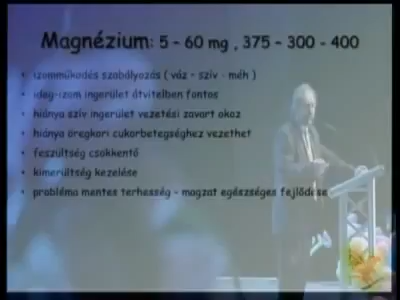 Magnézium: 5 - 60 mg , 375 - 300 - 400
• izomműködés szabályozás ( váz - szív - méh )
• ideg-izom ingerület átvitelben fontos
• hiánya szív ingerület vezetési zavart okoz
• hiánya öregkori cukorbetegséghez vezethet
• feszültség csökkentő
• kimerültség kezelése
• probléma mentes terhesség - magzat egészséges fejlődése